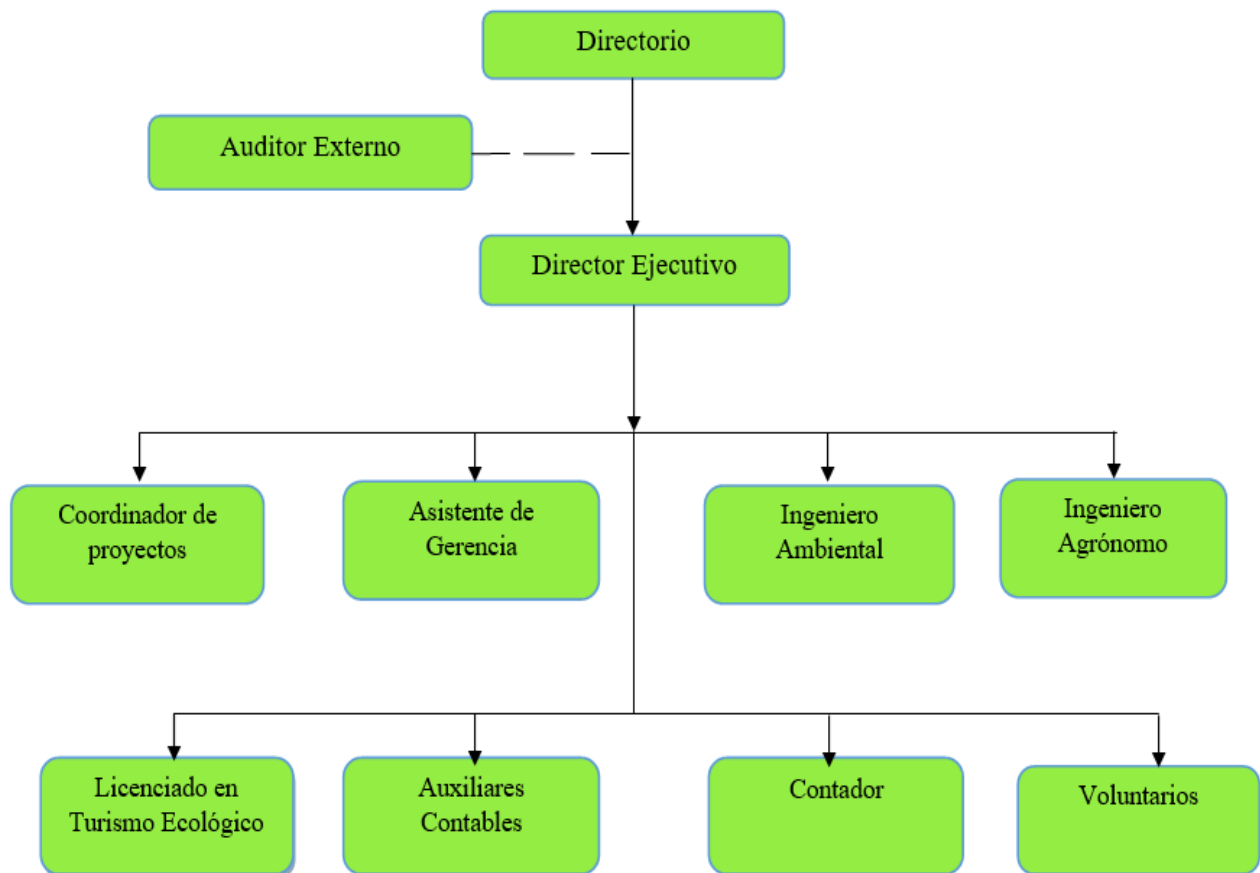 Directorio
Auditor Externo
Director Ejecutivo
Coordinador de
proyectos
Asistente de
Gerencia
Ingeniero
Ambiental
Ingeniero
Agrónomo
Licenciado en
Turismo Ecológico
Auxiliares
Contables
Contador
Voluntarios